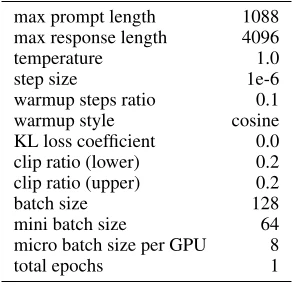 max prompt length 1088
max response length 4096
temperature 1.0
step size 1e-6
warmup steps ratio 0.1
warmup style cosine
KL loss coefficient 0.0
clip ratio (lower) 0.2
clip ratio (upper) 0.2
batch size 128
mini batch size 64
micro batch size per GPU 8
total epochs 1